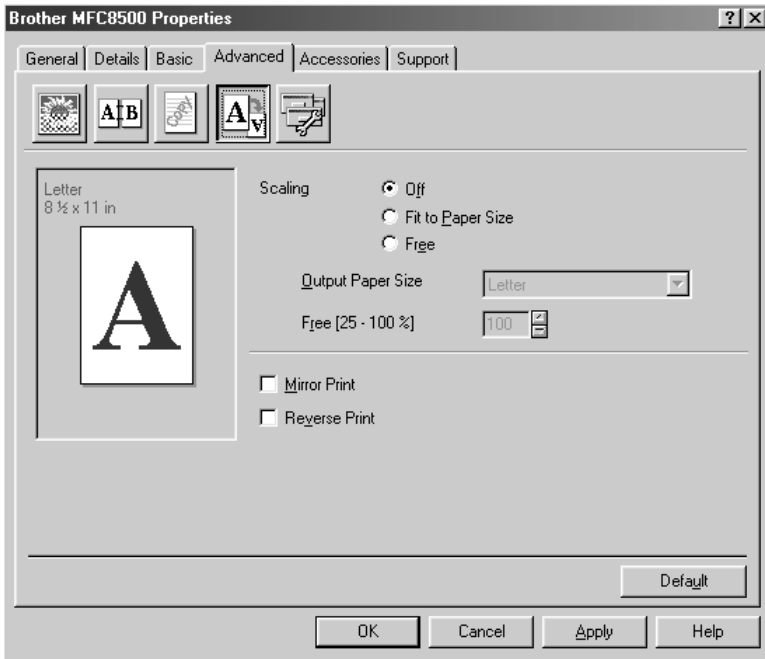 Brother MFC8500 Properties
? X
General Details Basic Advanced Accessories Support
A B Copy A A
Letter
8 ½ x 11 in
A
Scaling
Off
Fit to Paper Size
Free
Output Paper Size Letter
Free [25 - 100 %] 100
Mirror Print
Reverse Print
Default
OK Cancel Apply Help